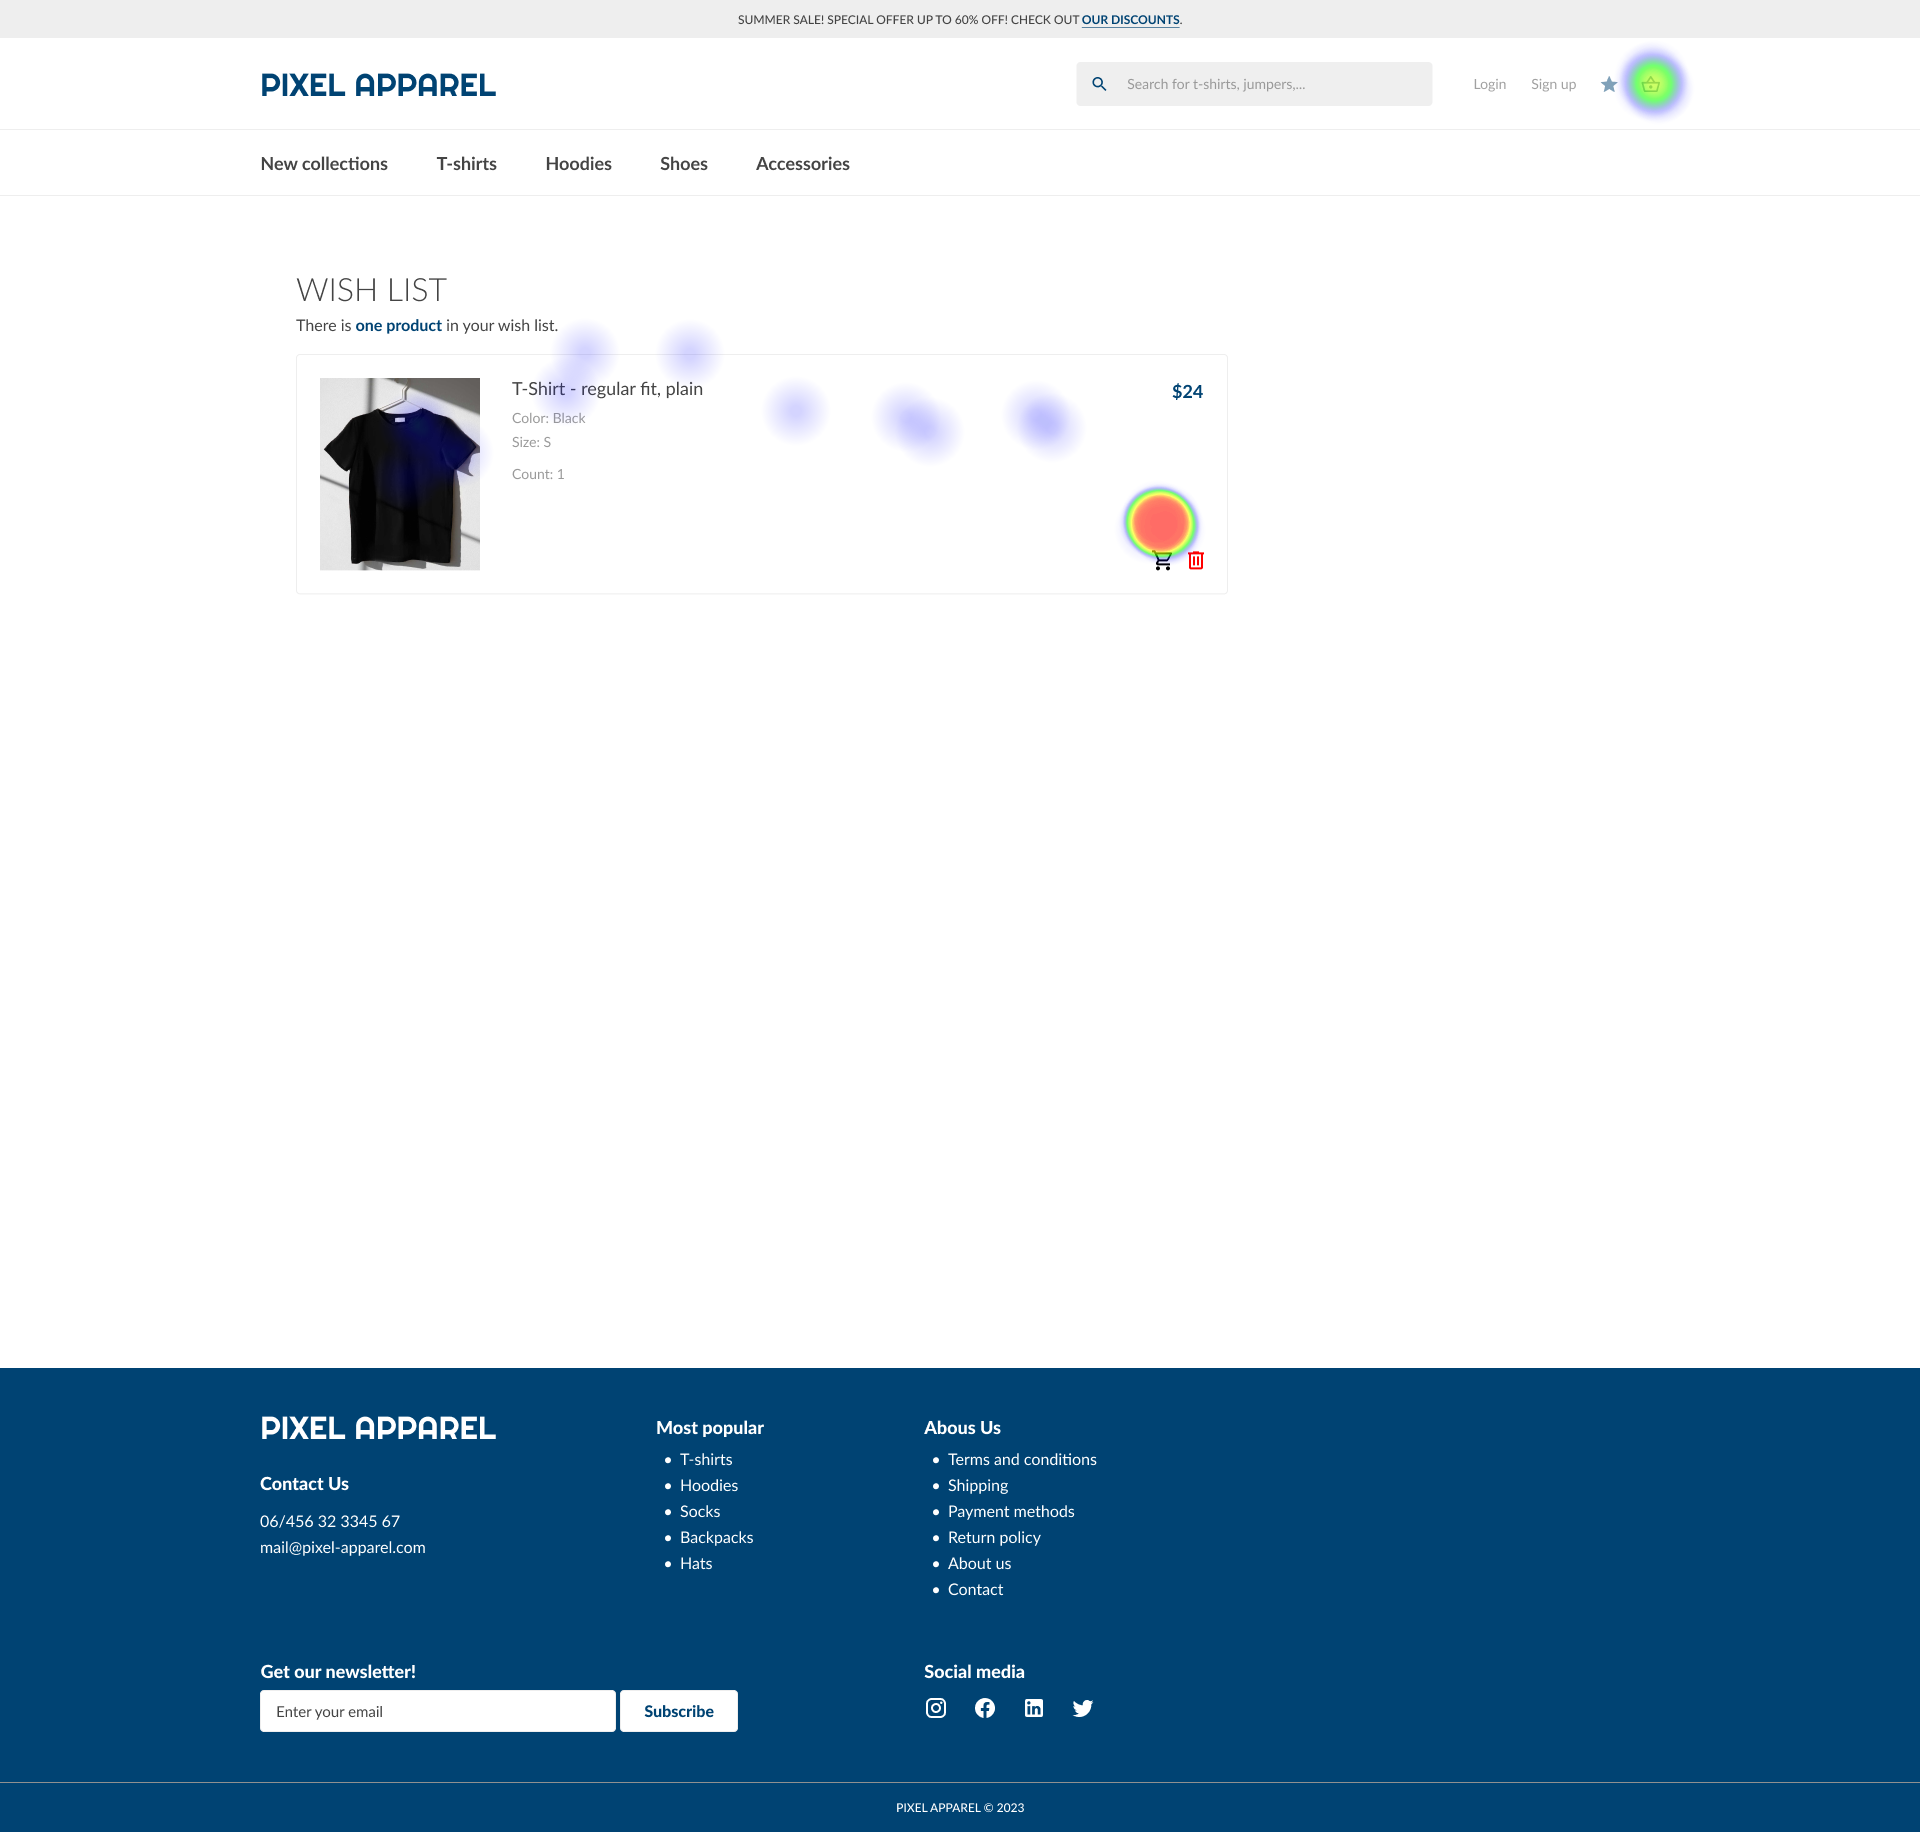 SUMMER SALE! SPECIAL OFFER UP TO 60% OFF! CHECK OUT OUR DISCOUNTS.
PIXEL APPAREL
Search for t-shirts, jumpers,...
Login
Sign up
New collections
T-shirts
Hoodies
Shoes
Accessories
WISH LIST
There is one product in your wish list.
T-Shirt - regular fit, plain
$24
Color: Black
Size: S
Count: 1
PIXEL APPAREL
Contact Us
06/456 32 3345 67
mail@pixel-apparel.com
Most popular
• T-shirts
• Hoodies
• Socks
• Backpacks
• Hats
Abous Us
• Terms and conditions
• Shipping
• Payment methods
• Return policy
• About us
• Contact
Get our newsletter!
Enter your email
Subscribe
Social media
PIXEL APPAREL © 2023